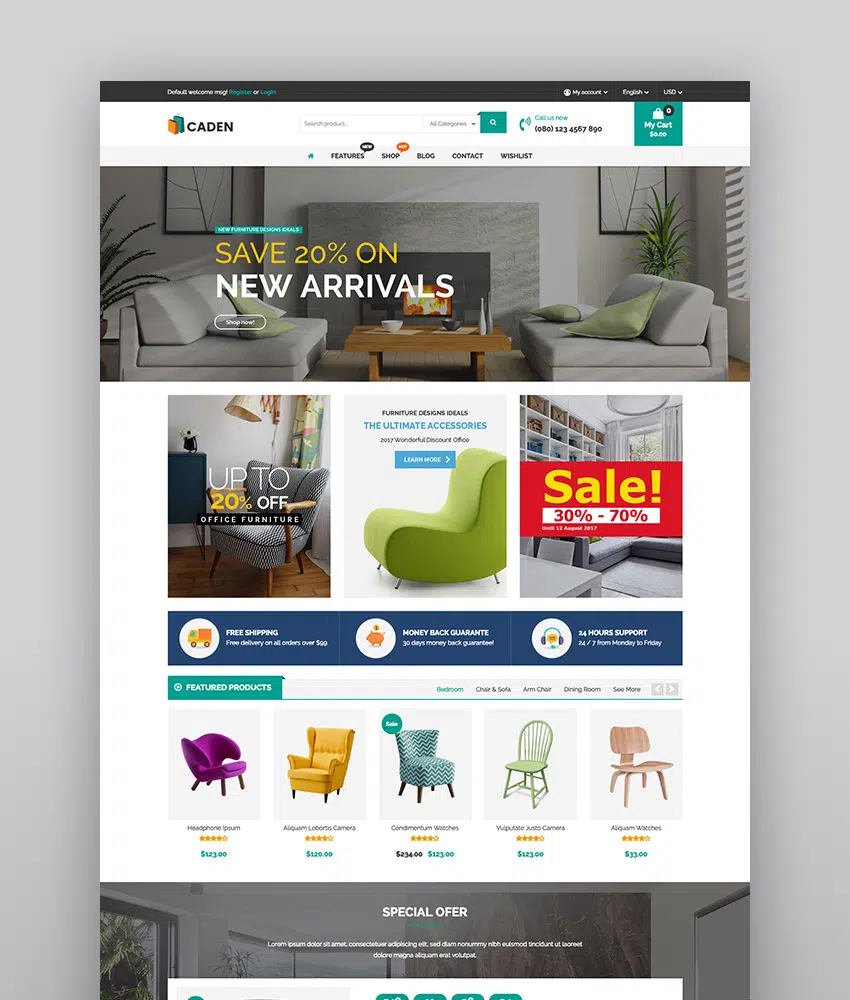 Default welcome msg! Register or Login
My account
English
USD
CADEN
Search product...
All Categories
Call us now
(080) 123 4567 890
0
My Cart
$0.00
NEW
HOT
FEATURES
SHOP
BLOG
CONTACT
WISHLIST
NEW FURNITURE DESIGNS IDEALS
SAVE 20% ON
NEW ARRIVALS
Shop now!
UP TO
20% OFF
OFFICE FURNITURE
FURNITURE DESIGNS IDEALS
THE ULTIMATE ACCESSORIES
2017 Wonderful Discount Office
LEARN MORE
Sale!
30% - 70%
Until 12 August 2017
FREE SHIPPING
Free delivery on all orders over $99
MONEY BACK GUARANTE
30 days money back guarantee!
24 HOURS SUPPORT
24 / 7 from Monday to Friday
FEATURED PRODUCTS
Bedroom
Chair & Sofa
Arm Chair
Dining Room
See More
Sale
Headphone Ipsum
$123.00
Aliquam Lobortis Camera
$120.00
Condimentum Watches
$234.00 $123.00
Vulputate Justo Camera
$123.00
Aliquam Watches
$33.00
SPECIAL OFER
Lorem ipsum dolor sit amet, consectetuer adipiscing elit, sed diam nonummy nibh euismod tincidunt ut laoreet
dolore magna aliquam erat volutpat.